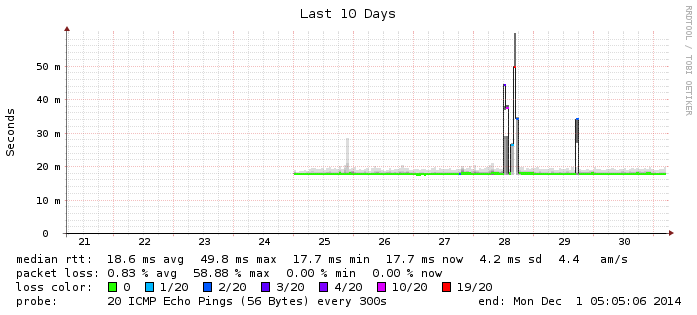 Last 10 Days
RRDTOOL / TOBI OETIKER
Seconds
50 m
40 m
30 m
20 m
10 m
0
21 22 23 24 25 26 27 28 29 30
median rtt: 18.6 ms avg 49.8 ms max 17.7 ms min 17.7 ms now 4.2 ms sd 4.4 am/s
packet loss: 0.83 % avg 58.88 % max 0.00 % min 0.00 % now
loss color: 0 1/20 2/20 3/20 4/20 10/20 19/20
probe: 20 ICMP Echo Pings (56 Bytes) every 300s end: Mon Dec 1 05:05:06 2014